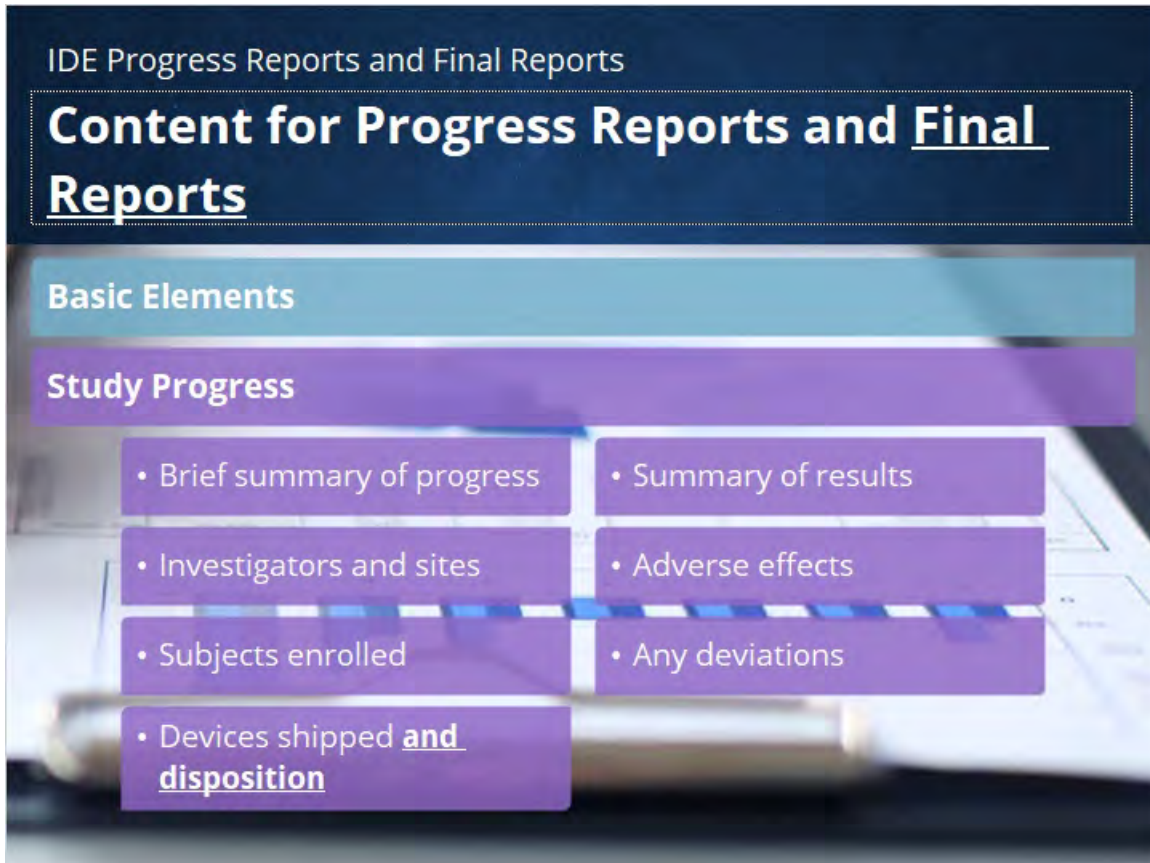 IDE Progress Reports and Final Reports
Content for Progress Reports and Final
Reports
Basic Elements
Study Progress
• Brief summary of progress
• Investigators and sites
• Subjects enrolled
• Devices shipped and
disposition
• Summary of results
• Adverse effects
• Any deviations